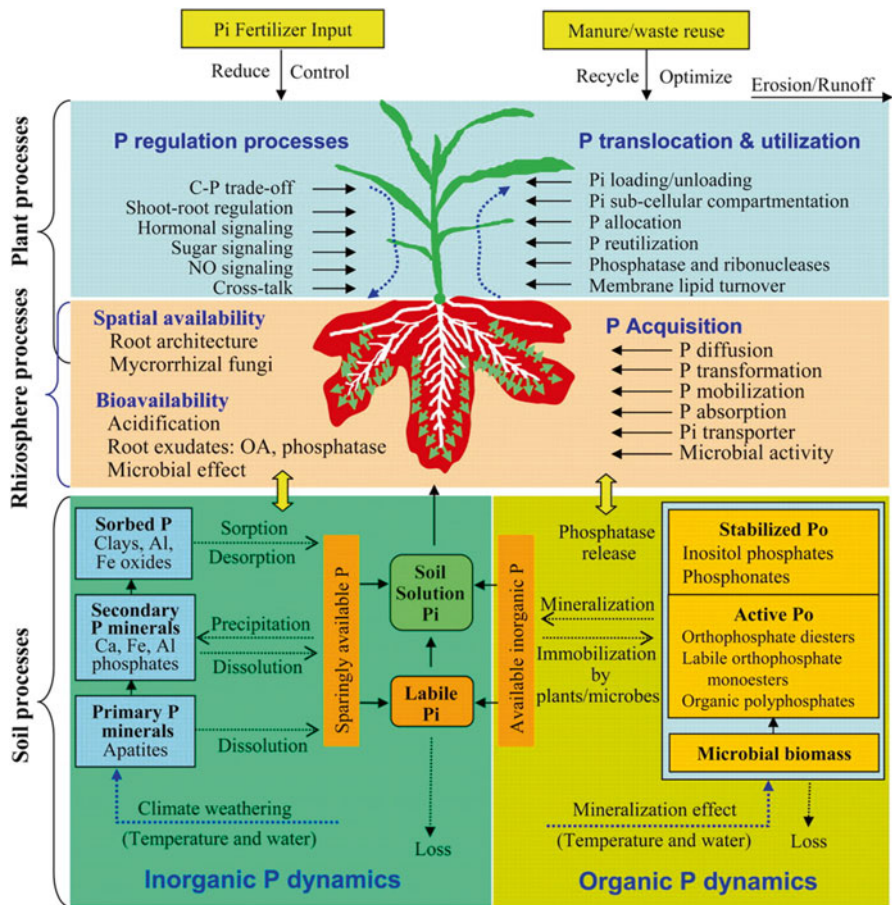 Pi Fertilizer Input
Manure/waste reuse
Reduce
Control
Recycle
Optimize
Erosion/Runoff
Plant processes
P regulation processes
C-P trade-off
Shoot-root regulation
Hormonal signaling
Sugar signaling
NO signaling
Cross-talk
P translocation & utilization
Pi loading/unloading
Pi sub-cellular compartmentation
P allocation
P reutilization
Phosphatase and ribonucleases
Membrane lipid turnover
Rhizosphere processes
Spatial availability
Root architecture
Mycrorrhizal fungi
Bioavailability
Acidification
Root exudates: OA, phosphatase
Microbial effect
P Acquisition
P diffusion
P transformation
P mobilization
P absorption
Pi transporter
Microbial activity
Soil processes
Sorbed P
Clays, Al,
Fe oxides
Secondary
P minerals
Ca, Fe, Al
phosphates
Primary P
minerals
Apatites
Sorption
Desorption
Precipitation
Dissolution
Dissolution
Sparingly available P
Soil
Solution
Pi
Labile
Pi
Available inorganic P
Climate weathering
(Temperature and water)
Loss
Inorganic P dynamics
Phosphatase
release
Mineralization
Immobilization
by
plants/microbes
Stabilized Po
Inositol phosphates
Phosphonates
Active Po
Orthophosphate diesters
Labile orthophosphate
monoesters
Organic polyphosphates
Microbial biomass
Mineralization effect
(Temperature and water)
Loss
Organic P dynamics